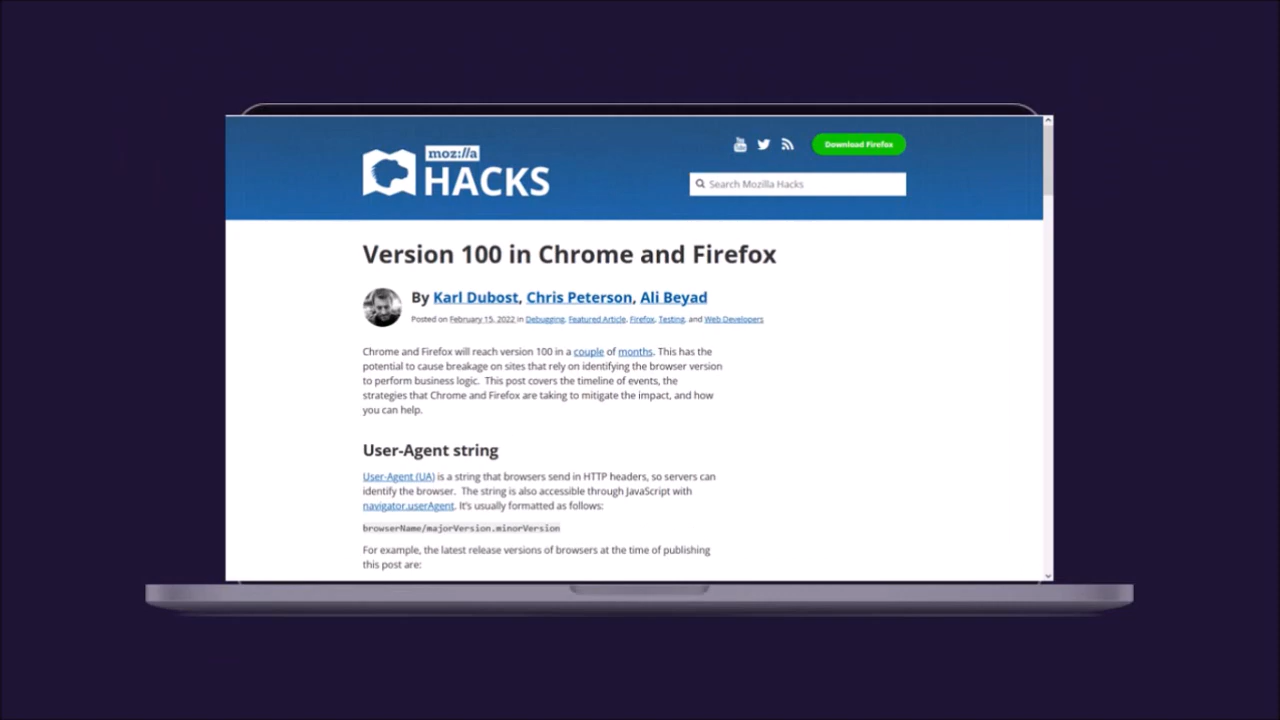 moz://a
HACKS
Download Firefox
Search Mozilla Hacks
Version 100 in Chrome and Firefox
By Karl Dubost, Chris Peterson, Ali Beyad
Posted on February 15, 2022 in Debugging, Featured Article, Firefox, Testing, and Web Developers
Chrome and Firefox will reach version 100 in a couple of months. This has the
potential to cause breakage on sites that rely on identifying the browser version
to perform business logic. This post covers the timeline of events, the
strategies that Chrome and Firefox are taking to mitigate the impact, and how
you can help.
User-Agent string
User-Agent (UA) is a string that browsers send in HTTP headers, so servers can
identify the browser. The string is also accessible through JavaScript with
navigator.userAgent. It's usually formatted as follows:
browserName/majorVersion.minorVersion
For example, the latest release versions of browsers at the time of publishing
this post are: